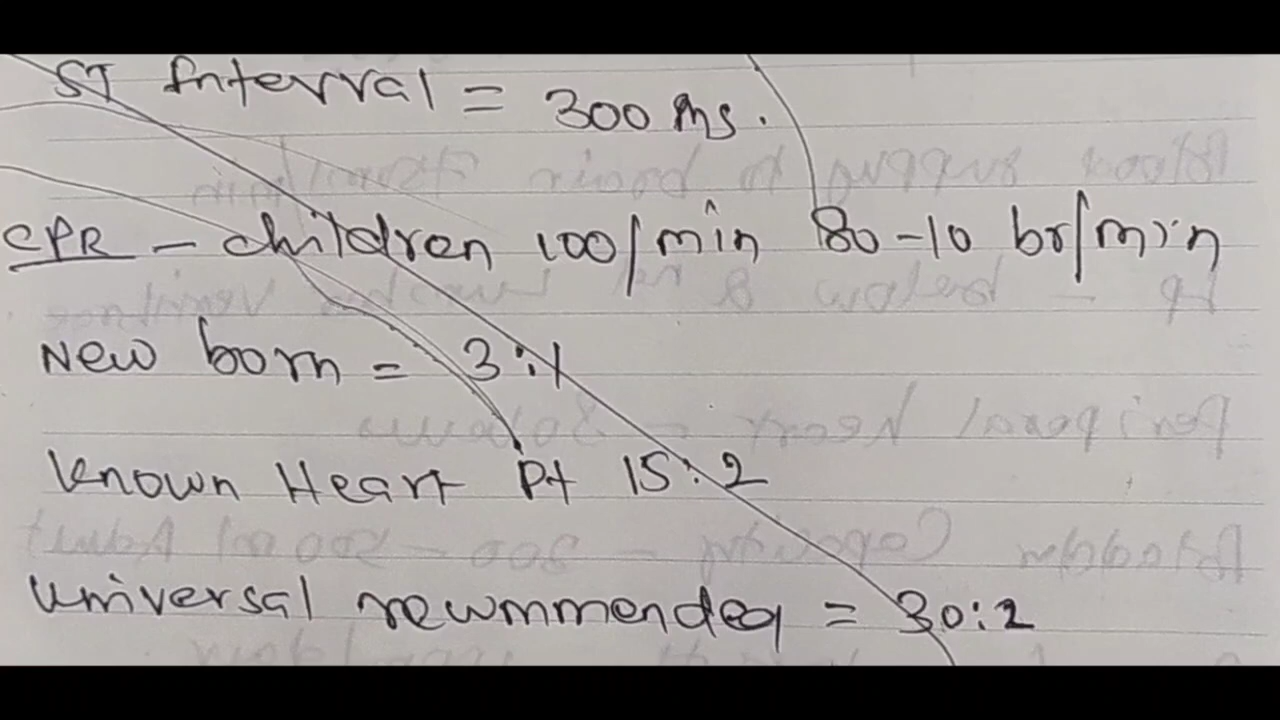 ST Interval = 300 ms.
CPR - children 100/min 80-10 br/min
New born = 3:1
Known Heart Pt 15:2
Universal recommended = 30:2